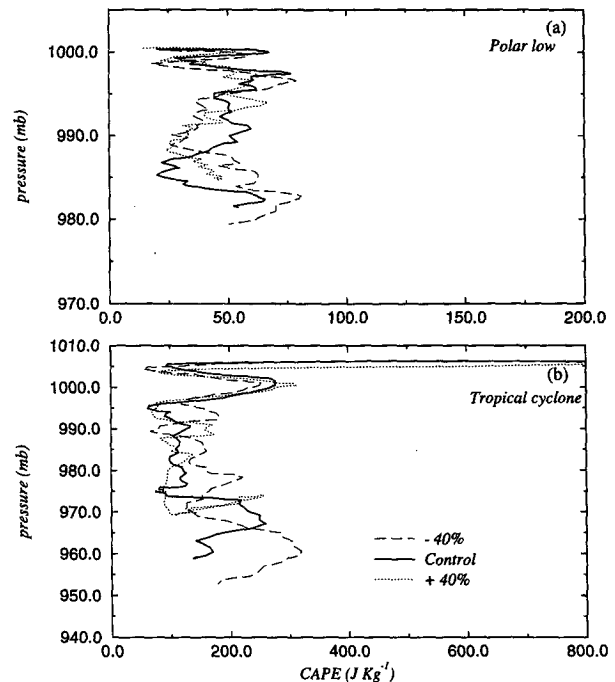 (a)
Polar low
1000.0
990.0
980.0
970.0
pressure (mb)
0.0 50.0 100.0 150.0 200.0
1010.0
(b)
Tropical cyclone
1000.0
990.0
980.0
970.0
960.0
950.0
940.0
pressure (mb)
- 40%
Control
+ 40%
0.0 200.0 400.0 600.0 800.0
CAPE (J Kg⁻¹)